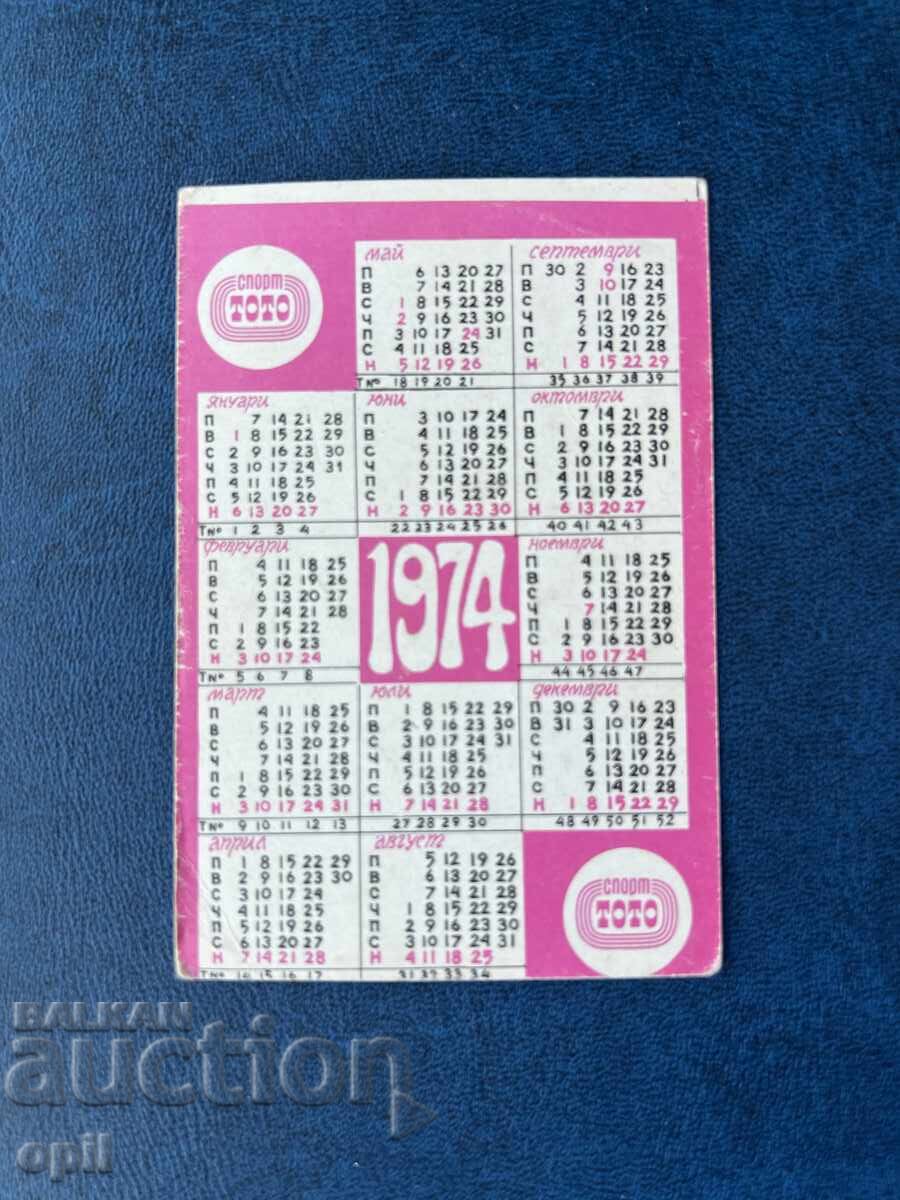 спорт
ТОТО
май
П 6 13 20 27
В 7 14 21 28
С 1 8 15 22 29
Ч 2 9 16 23 30
П 3 10 17 24 31
С 4 11 18 25
Н 5 12 19 26
Т№ 18 19 20 21
септември
П 30 2 9 16 23
В 3 10 17 24
С 4 11 18 25
Ч 5 12 19 26
П 6 13 20 27
С 7 14 21 28
Н 1 8 15 22 29
35 36 37 38 39
януари
П 7 14 21 28
В 1 8 15 22 29
С 2 9 16 23 30
Ч 3 10 17 24 31
П 4 11 18 25
С 5 12 19 26
Н 6 13 20 27
Т№ 1 2 3 4
юни
П 3 10 17 24
В 4 11 18 25
С 5 12 19 26
Ч 6 13 20 27
П 7 14 21 28
С 1 8 15 22 29
Н 2 9 16 23 30
22 23 24 25 26
октомври
П 7 14 21 28
В 1 8 15 22 29
С 2 9 16 23 30
Ч 3 10 17 24 31
П 4 11 18 25
С 5 12 19 26
Н 6 13 20 27
40 41 42 43
февруари
П 4 11 18 25
В 5 12 19 26
С 6 13 20 27
Ч 7 14 21 28
П 1 8 15 22
С 2 9 16 23
Н 3 10 17 24
Т№ 5 6 7 8
1974
ноември
П 4 11 18 25
В 5 12 19 26
С 6 13 20 27
Ч 7 14 21 28
П 1 8 15 22 29
С 2 9 16 23 30
Н 3 10 17 24
44 45 46 47
март
П 4 11 18 25
В 5 12 19 26
С 6 13 20 27
Ч 7 14 21 28
П 1 8 15 22 29
С 2 9 16 23 30
Н 3 10 17 24 31
Т№ 9 10 11 12 13
юли
П 1 8 15 22 29
В 2 9 16 23 30
С 3 10 17 24 31
Ч 4 11 18 25
П 5 12 19 26
С 6 13 20 27
Н 7 14 21 28
27 28 29 30
декември
П 30 2 9 16 23
В 31 3 10 17 24
С 4 11 18 25
Ч 5 12 19 26
П 6 13 20 27
С 7 14 21 28
Н 1 8 15 22 29
48 49 50 51 52
април
П 1 8 15 22 29
В 2 9 16 23 30
С 3 10 17 24
Ч 4 11 18 25
П 5 12 19 26
С 6 13 20 27
Н 7 14 21 28
Т№ 14 15 16 17
август
П 5 12 19 26
В 6 13 20 27
С 7 14 21 28
Ч 1 8 15 22 29
П 2 9 16 23 30
С 3 10 17 24 31
Н 4 11 18 25
31 32 33 34
спорт
ТОТО
BALKAN
auction
opil